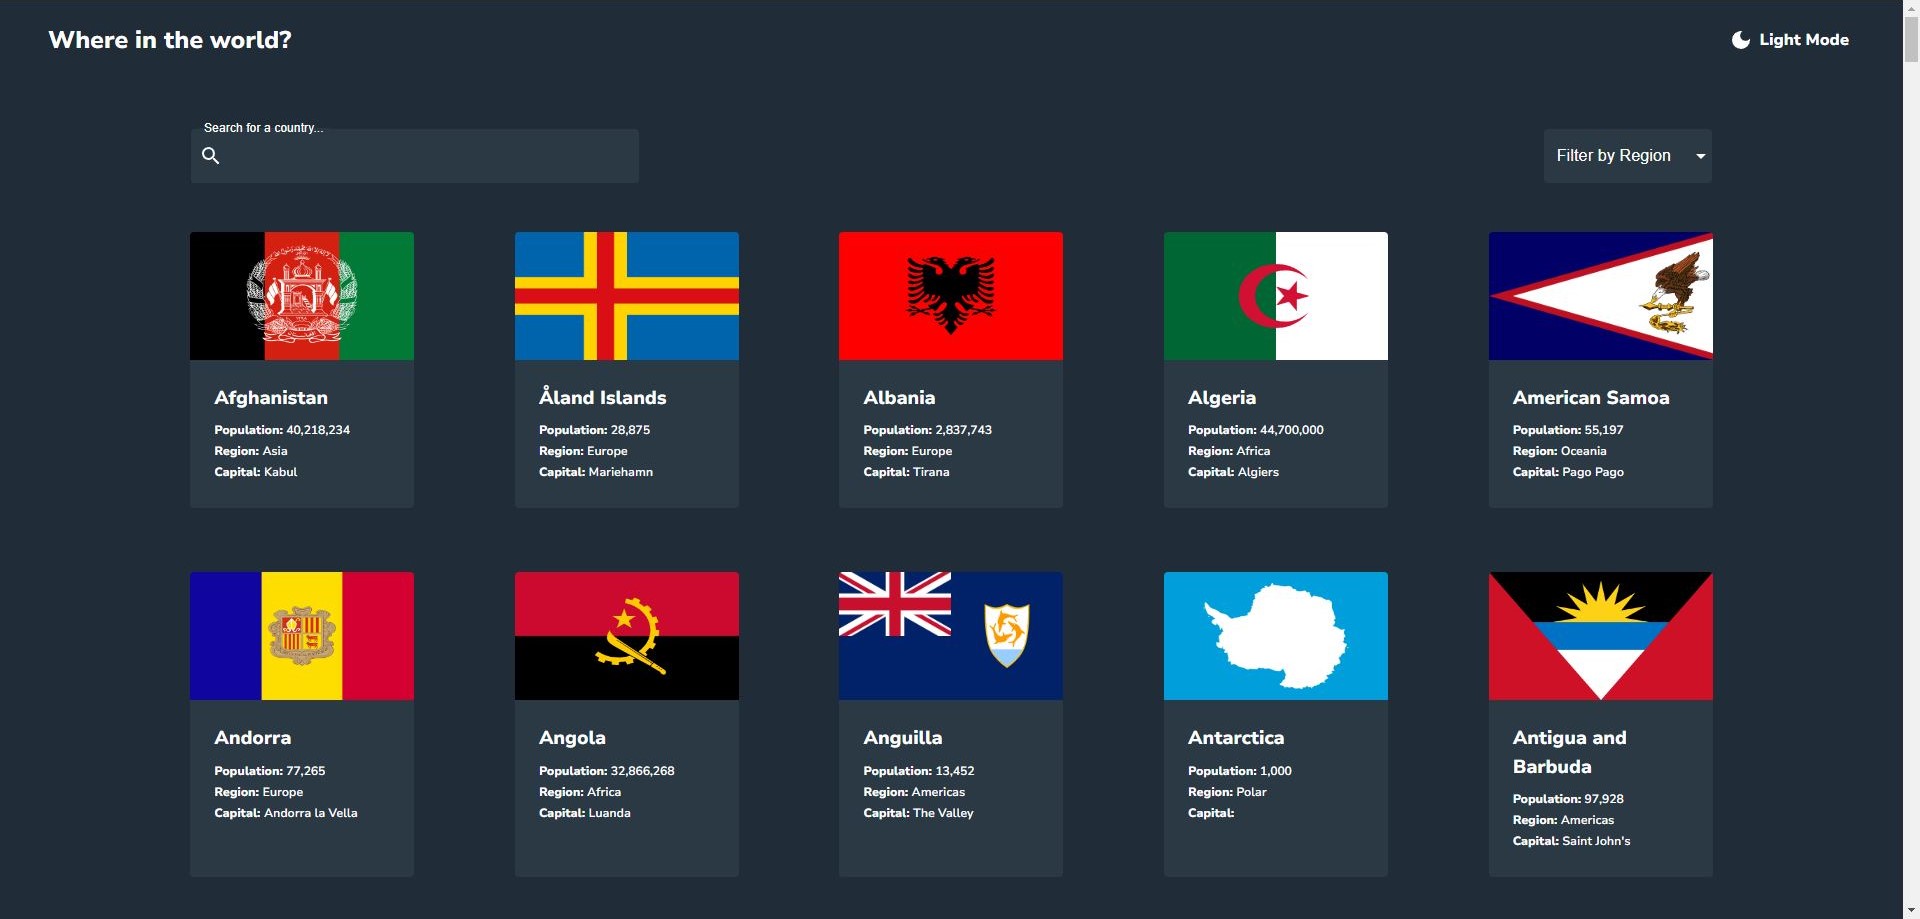 Where in the world?
Light Mode
Search for a country...
Filter by Region
Afghanistan
Population: 40,218,234
Region: Asia
Capital: Kabul
Åland Islands
Population: 28,875
Region: Europe
Capital: Mariehamn
Albania
Population: 2,837,743
Region: Europe
Capital: Tirana
Algeria
Population: 44,700,000
Region: Africa
Capital: Algiers
American Samoa
Population: 55,197
Region: Oceania
Capital: Pago Pago
Andorra
Population: 77,265
Region: Europe
Capital: Andorra la Vella
Angola
Population: 32,866,268
Region: Africa
Capital: Luanda
Anguilla
Population: 13,452
Region: Americas
Capital: The Valley
Antarctica
Population: 1,000
Region: Polar
Capital:
Antigua and
Barbuda
Population: 97,928
Region: Americas
Capital: Saint John's